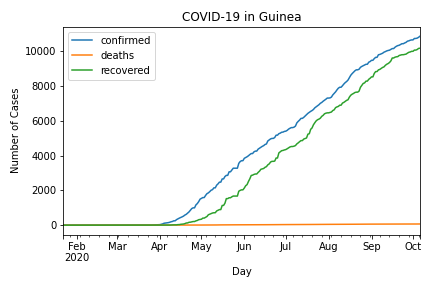 COVID-19 in Guinea
confirmed
deaths
recovered
Number of Cases
10000
8000
6000
4000
2000
0
Feb Mar Apr May Jun Jul Aug Sep Oct
2020
Day